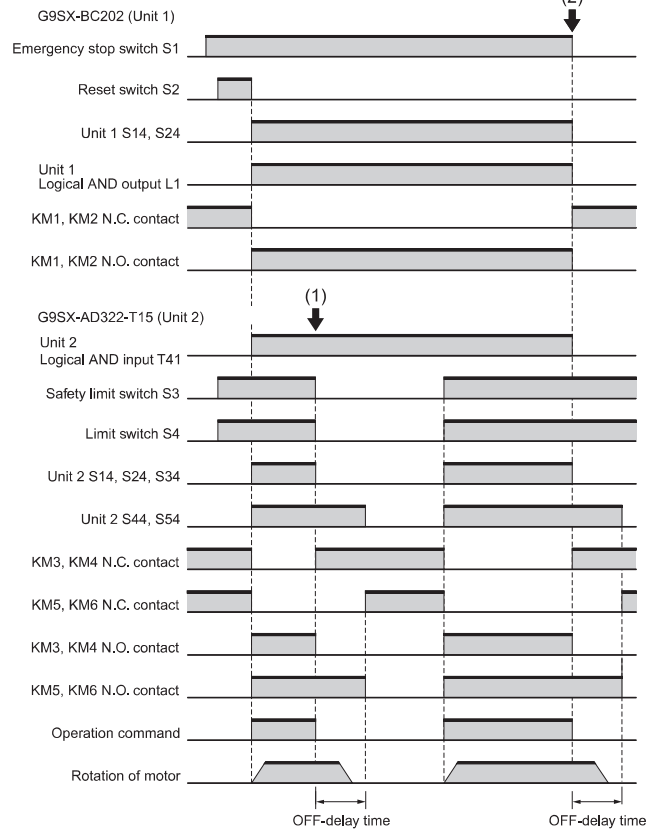 (2)
G9SX-BC202 (Unit 1)
Emergency stop switch S1
Reset switch S2
Unit 1 S14, S24
Unit 1
Logical AND output L1
KM1, KM2 N.C. contact
KM1, KM2 N.O. contact
(1)
G9SX-AD322-T15 (Unit 2)
Unit 2
Logical AND input T41
Safety limit switch S3
Limit switch S4
Unit 2 S14, S24, S34
Unit 2 S44, S54
KM3, KM4 N.C. contact
KM5, KM6 N.C. contact
KM3, KM4 N.O. contact
KM5, KM6 N.O. contact
Operation command
Rotation of motor
OFF-delay time
OFF-delay time